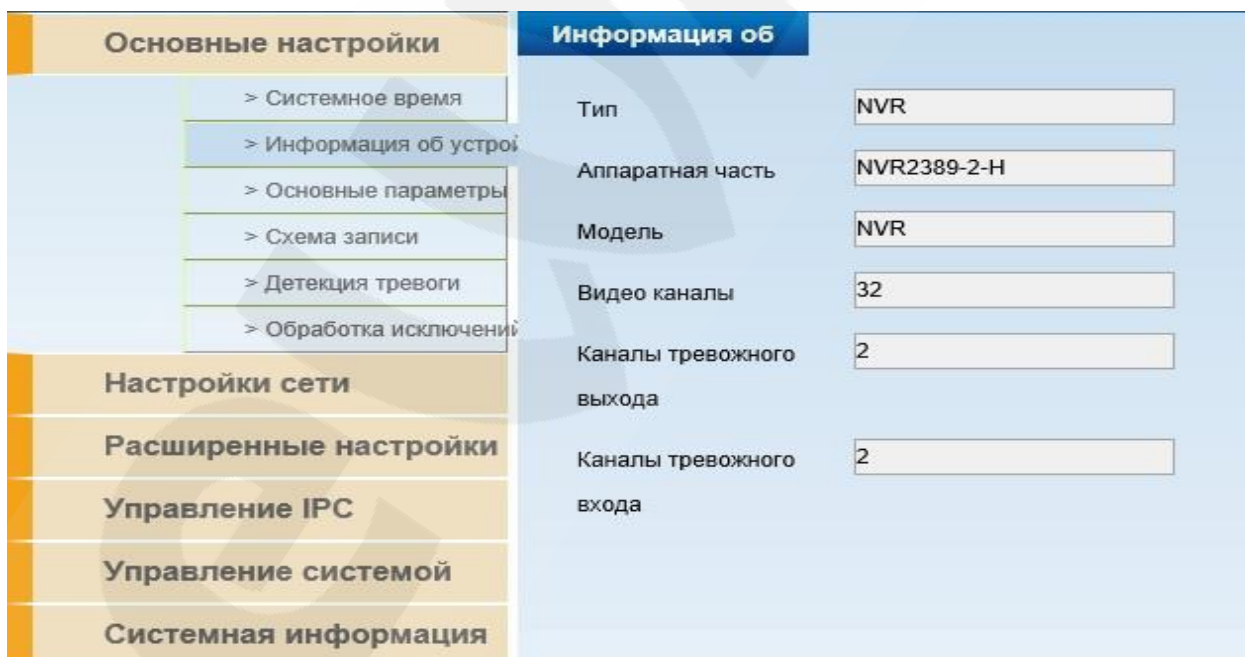 Основные настройки
> Системное время
> Информация об устрой
> Основные параметры
> Схема записи
> Детекция тревоги
> Обработка исключений
Настройки сети
Расширенные настройки
Управление IPC
Управление системой
Системная информация
Информация об
Тип
NVR
Аппаратная часть
NVR2389-2-H
Модель
NVR
Видео каналы
32
Каналы тревожного
выхода
2
Каналы тревожного
входа
2